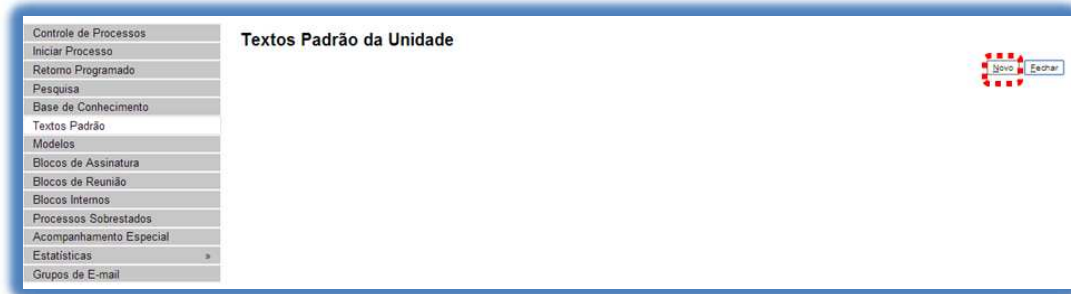 Controle de Processos
Iniciar Processo
Retorno Programado
Pesquisa
Base de Conhecimento
Textos Padrão
Modelos
Blocos de Assinatura
Blocos de Reunião
Blocos Internos
Processos Sobrestados
Acompanhamento Especial
Estatísticas »
Grupos de E-mail
Textos Padrão da Unidade
Novo Fechar